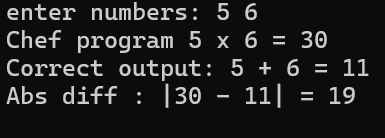 enter numbers: 5 6
Chef program 5 x 6 = 30
Correct output: 5 + 6 = 11
Abs diff : |30 − 11| = 19